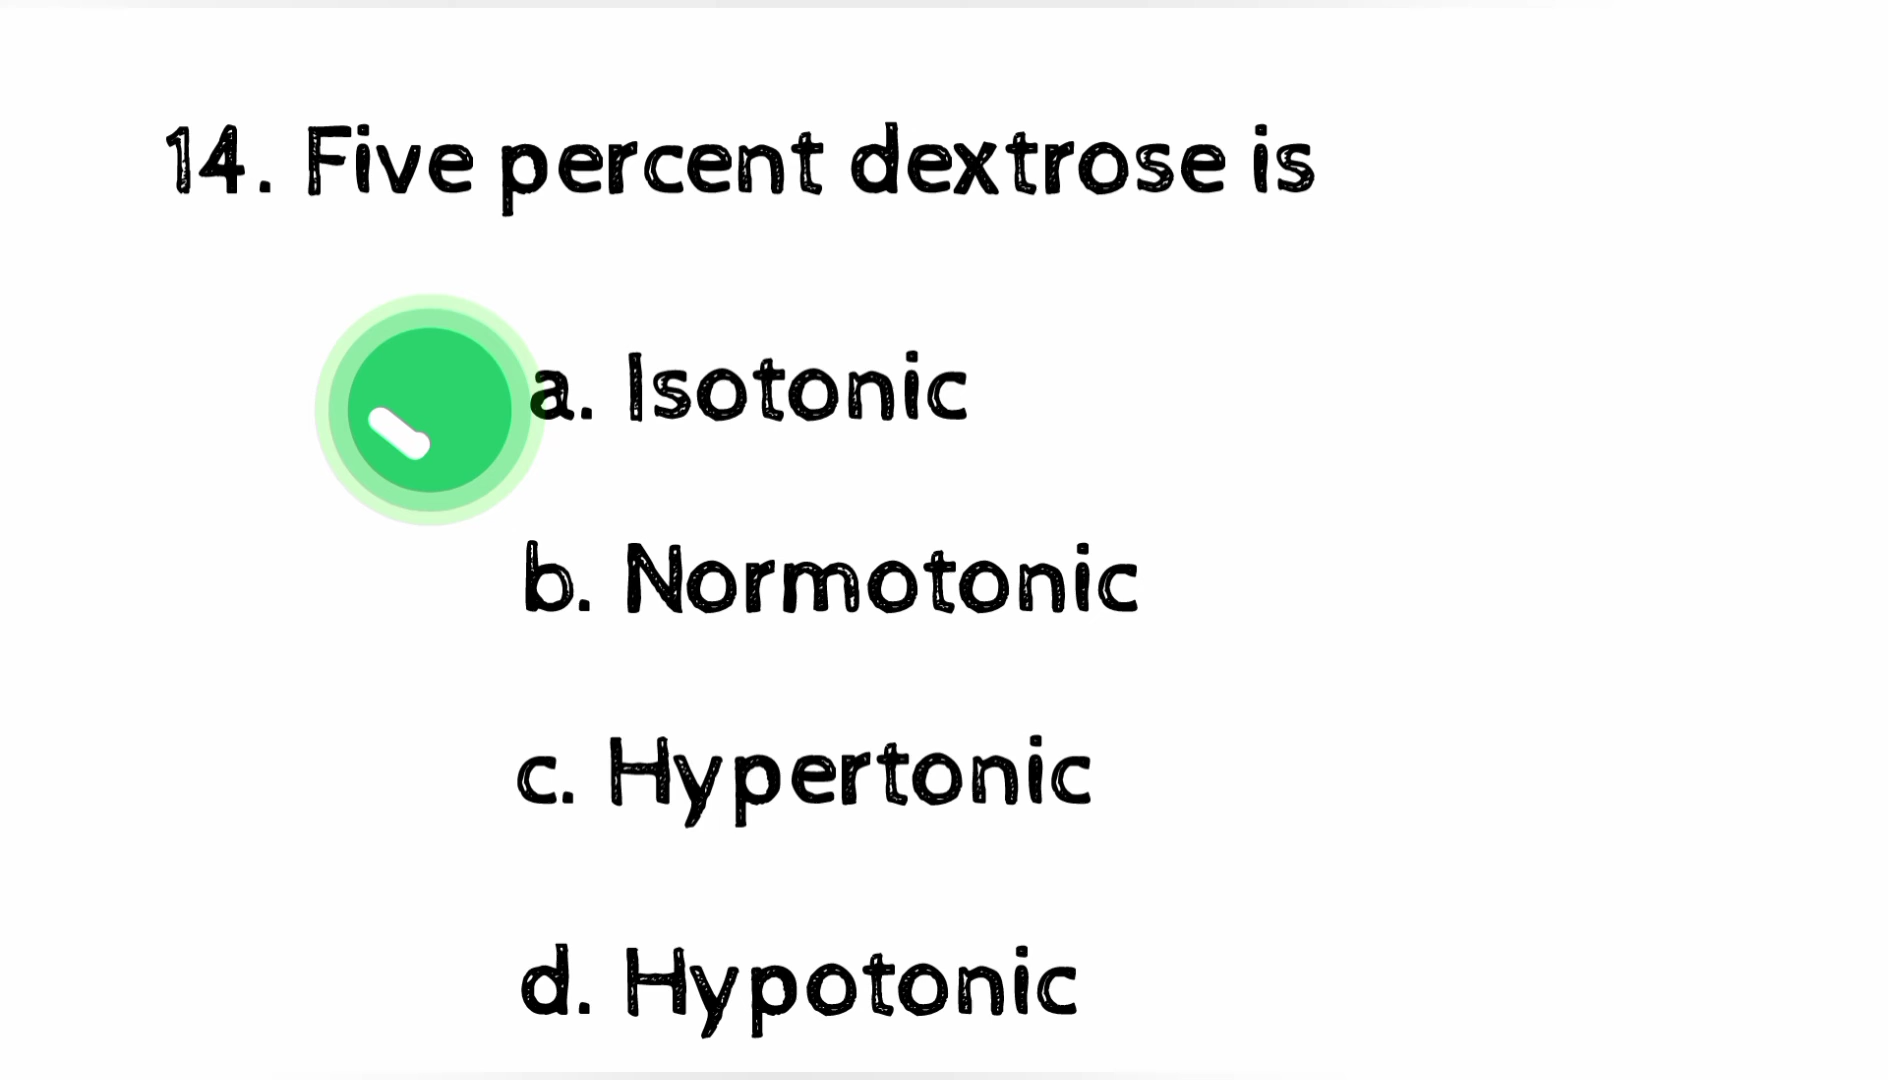 14. Five percent dextrose is
a. Isotonic
b. Normotonic
c. Hypertonic
d. Hypotonic